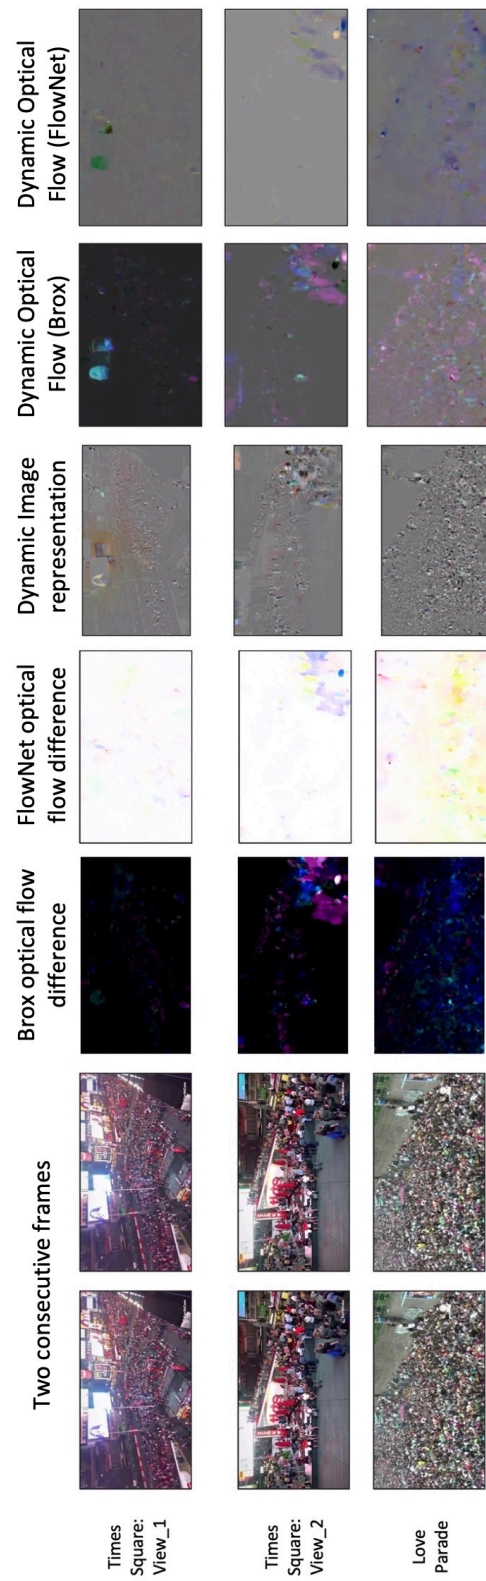 Two consecutive frames
Brox optical flow
difference
FlowNet optical
flow difference
Dynamic Image
representation
Dynamic Optical
Flow (Brox)
Dynamic Optical
Flow (FlowNet)
Times
Square:
View_1
Times
Square:
View_2
Love
Parade